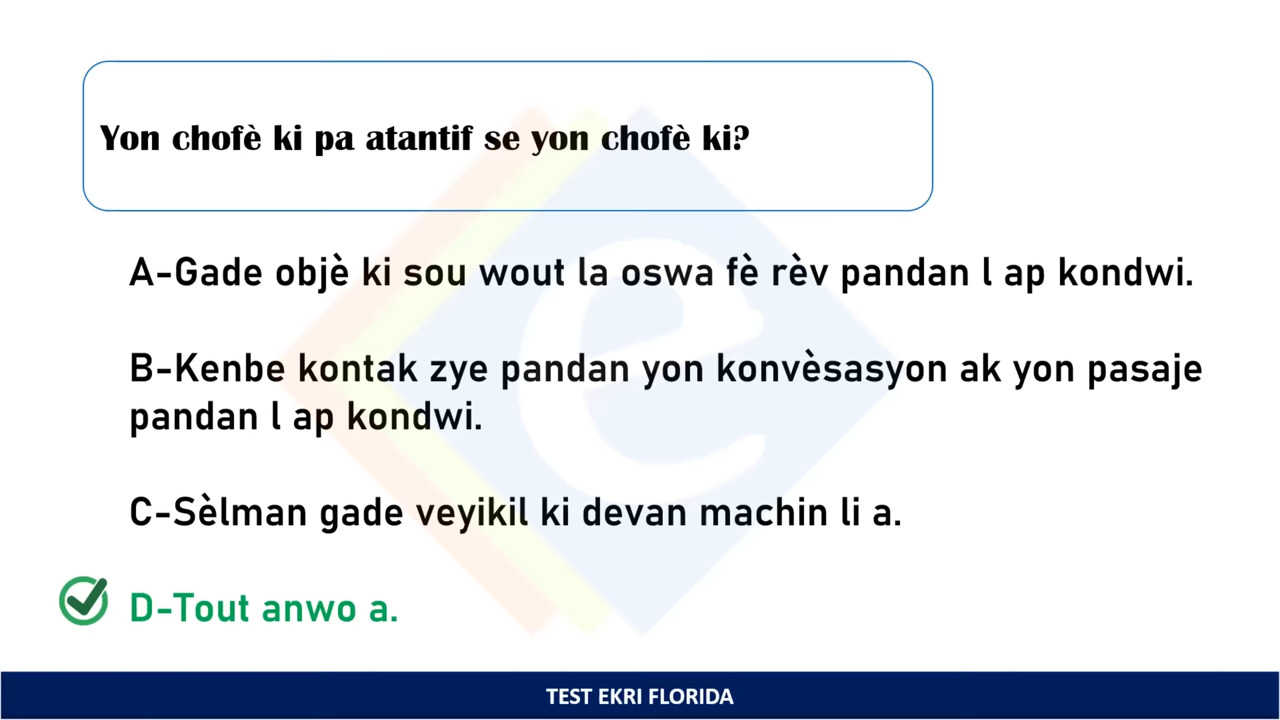 Yon chofè ki pa atantif se yon chofè ki?
A-Gade objè ki sou wout la oswa fè rèv pandan l ap kondwi.
B-Kenbe kontak zye pandan yon konvèsasyon ak yon pasaje
pandan l ap kondwi.
C-Sèlman gade veyikil ki devan machin li a.
D-Tout anwo a.
TEST EKRI FLORIDA